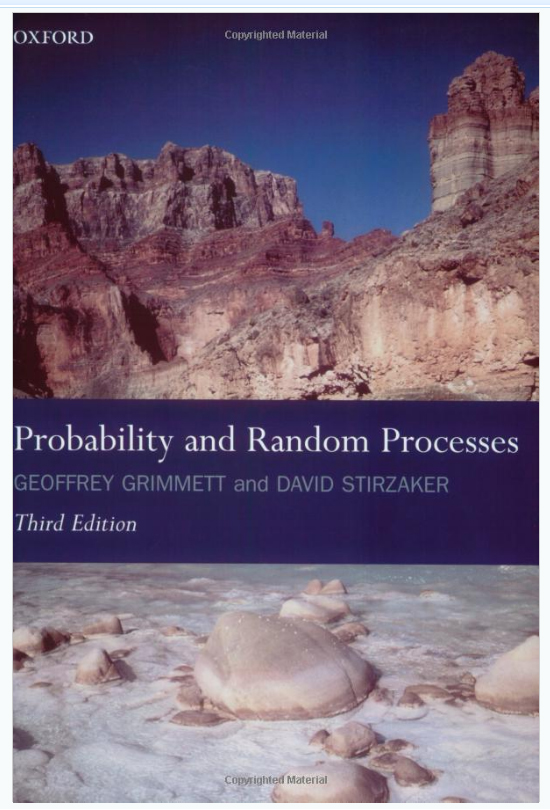 OXFORD
Copyrighted Material
Probability and Random Processes
GEOFFREY GRIMMETT and DAVID STIRZAKER
Third Edition
Copyrighted Material